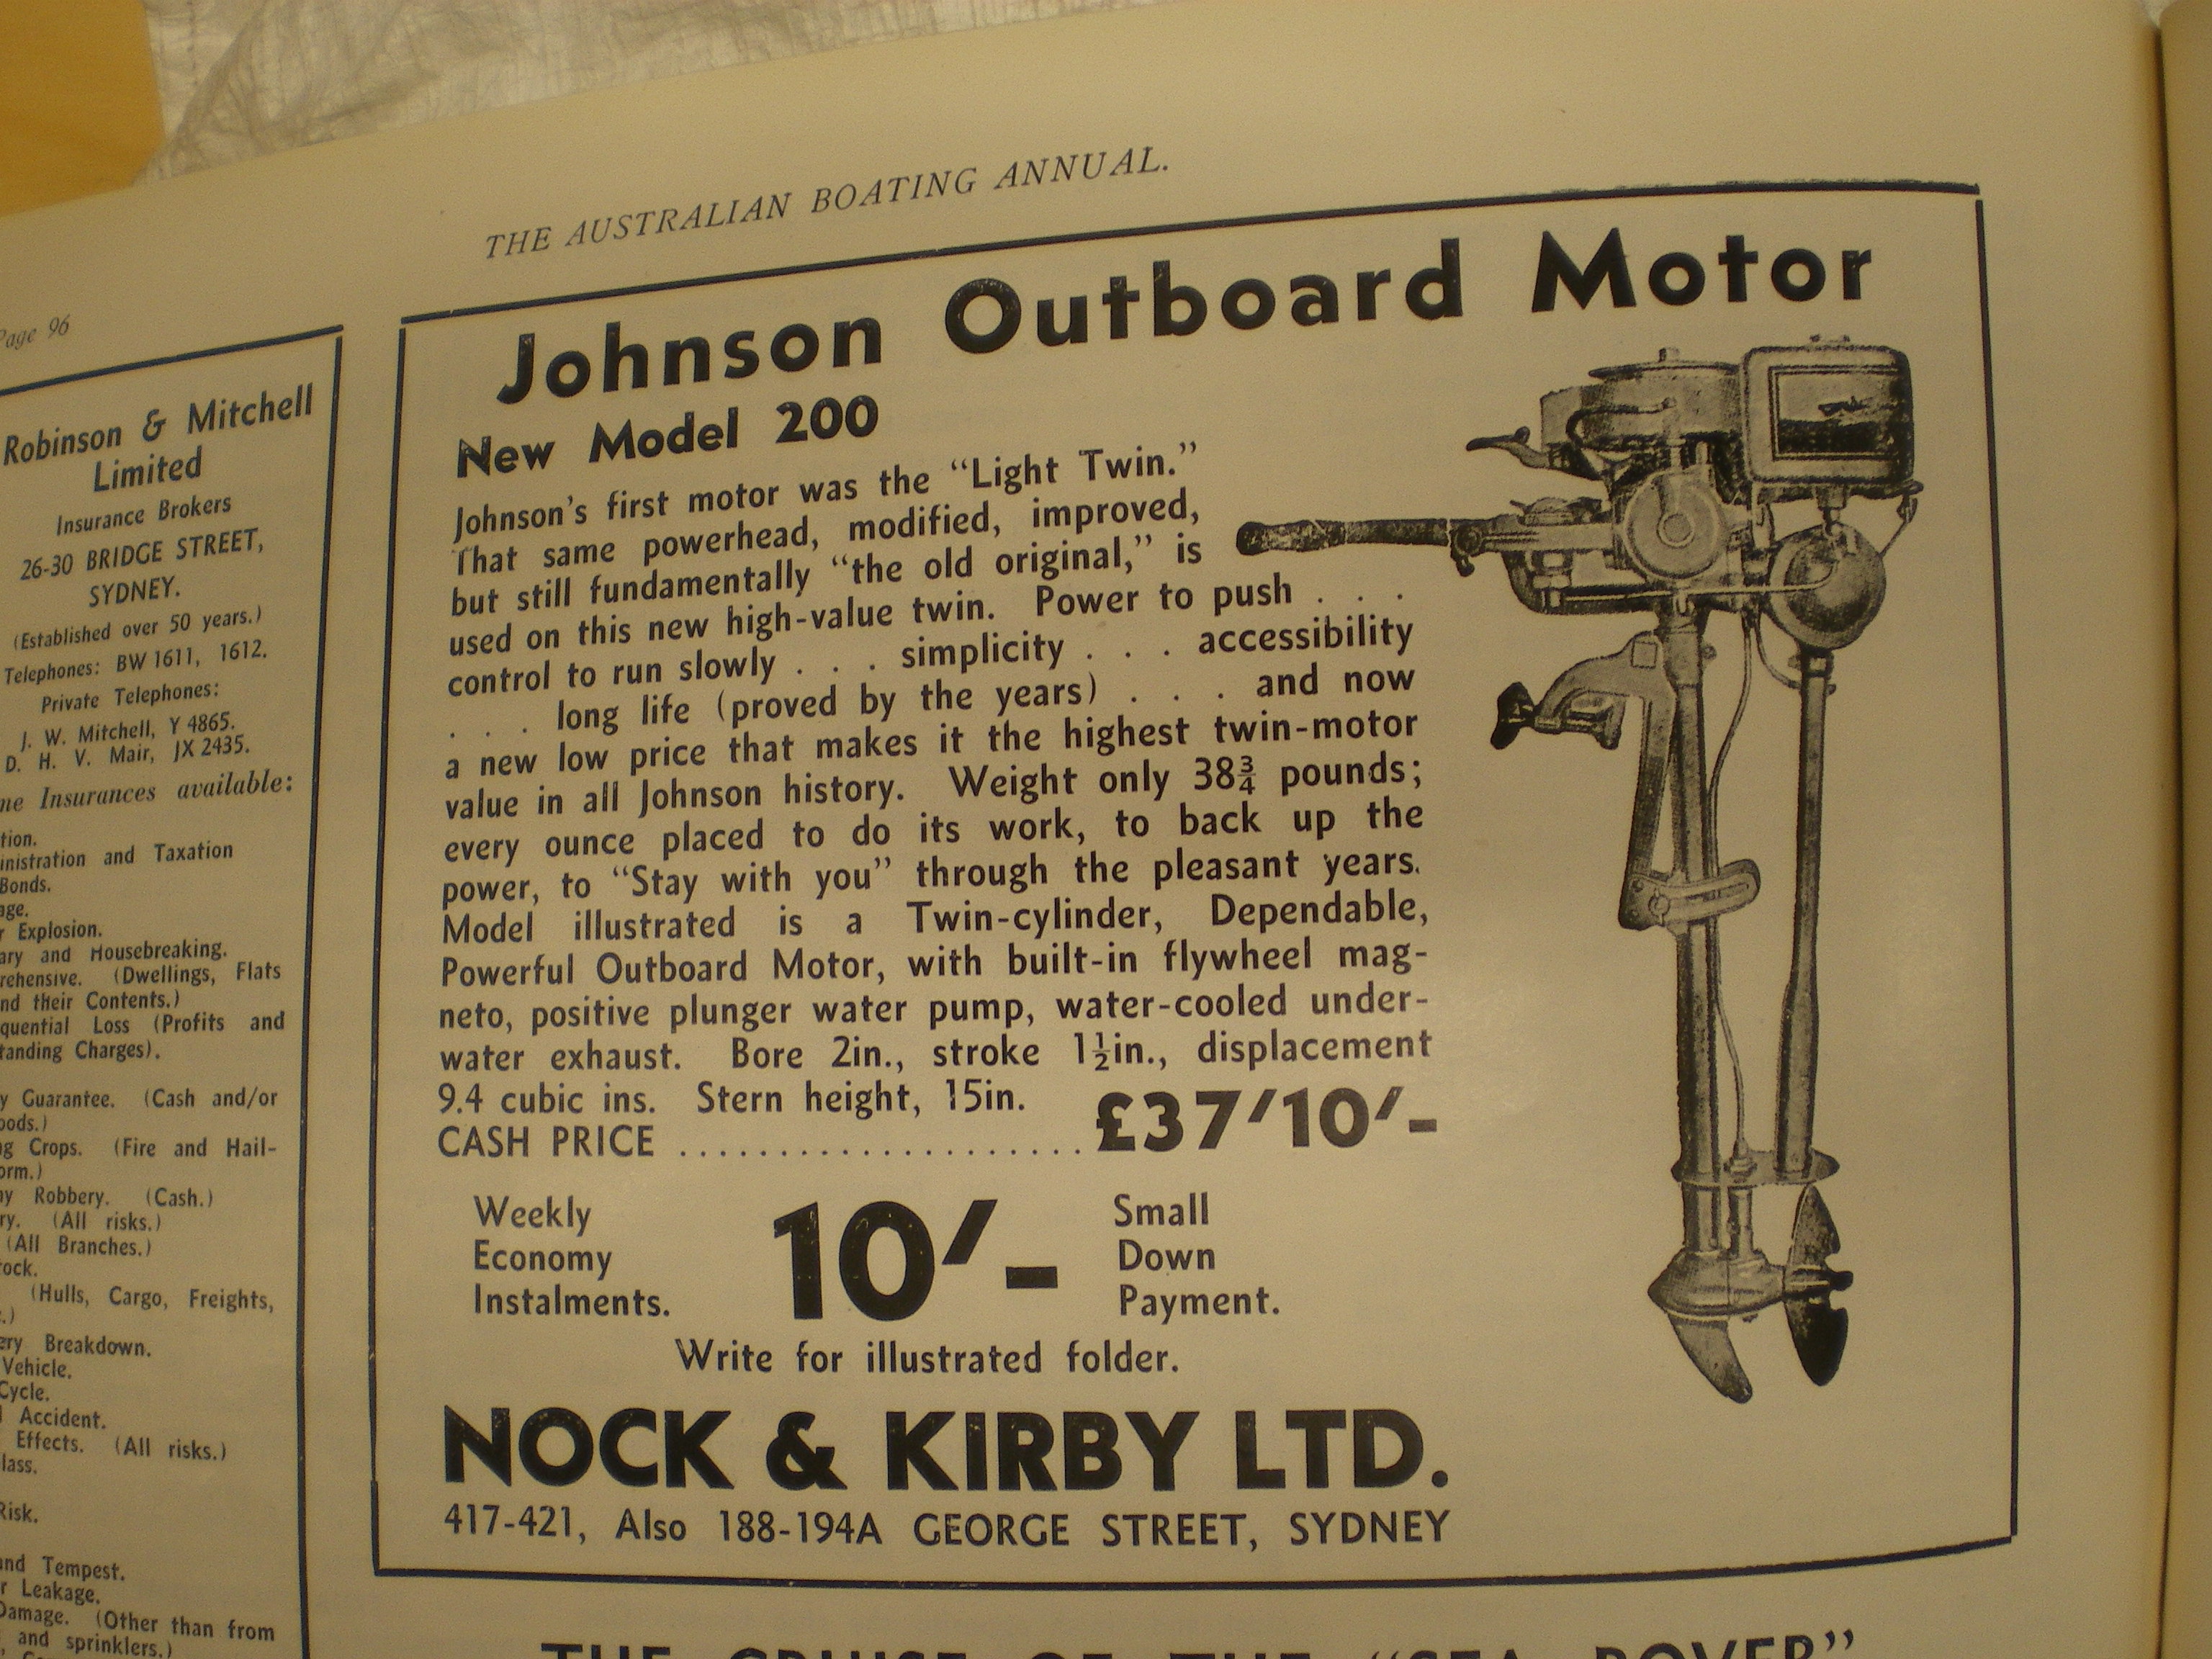 THE AUSTRALIAN BOATING ANNUAL.
Page 96
Robinson & Mitchell
Limited
Insurance Brokers
26-30 BRIDGE STREET,
SYDNEY.
(Established over 50 years.)
Telephones: BW 1611, 1612.
Private Telephones:
J. W. Mitchell, Y 4865.
D. H. V. Mair, JX 2435.
Insurances available:
and Taxation
Bonds.
Explosion.
and Housebreaking.
(Dwellings, Flats
and their Contents.)
Loss (Profits and
Charges).
Guarantee. (Cash and/or
Crops. (Fire and Hail-
Robbery. (Cash.)
(All risks.)
(All Branches.)
(Hulls, Cargo, Freights,
Breakdown.
Vehicle.
Cycle.
Accident.
Effects. (All risks.)
Risk.
and Tempest.
Leakage.
Damage. (Other than from
and sprinklers.)
Johnson Outboard Motor
New Model 200
Johnson's first motor was the "Light Twin."
That same powerhead, modified, improved,
but still fundamentally "the old original," is
used on this new high-value twin. Power to push . . .
control to run slowly . . . simplicity . . . accessibility
. . . long life (proved by the years) . . . and now
a new low price that makes it the highest twin-motor
value in all Johnson history. Weight only 38¾ pounds;
every ounce placed to do its work, to back up the
power, to "Stay with you" through the pleasant years.
Model illustrated is a Twin-cylinder, Dependable,
Powerful Outboard Motor, with built-in flywheel mag-
neto, positive plunger water pump, water-cooled under-
water exhaust. Bore 2in., stroke 1½in., displacement
9.4 cubic ins. Stern height, 15in.
CASH PRICE ..................... £37/10/-
Weekly
Economy
Instalments.
10/-
Small
Down
Payment.
Write for illustrated folder.
NOCK & KIRBY LTD.
417-421, Also 188-194A GEORGE STREET, SYDNEY
THE CRUISE OF THE "SEA ROVER"